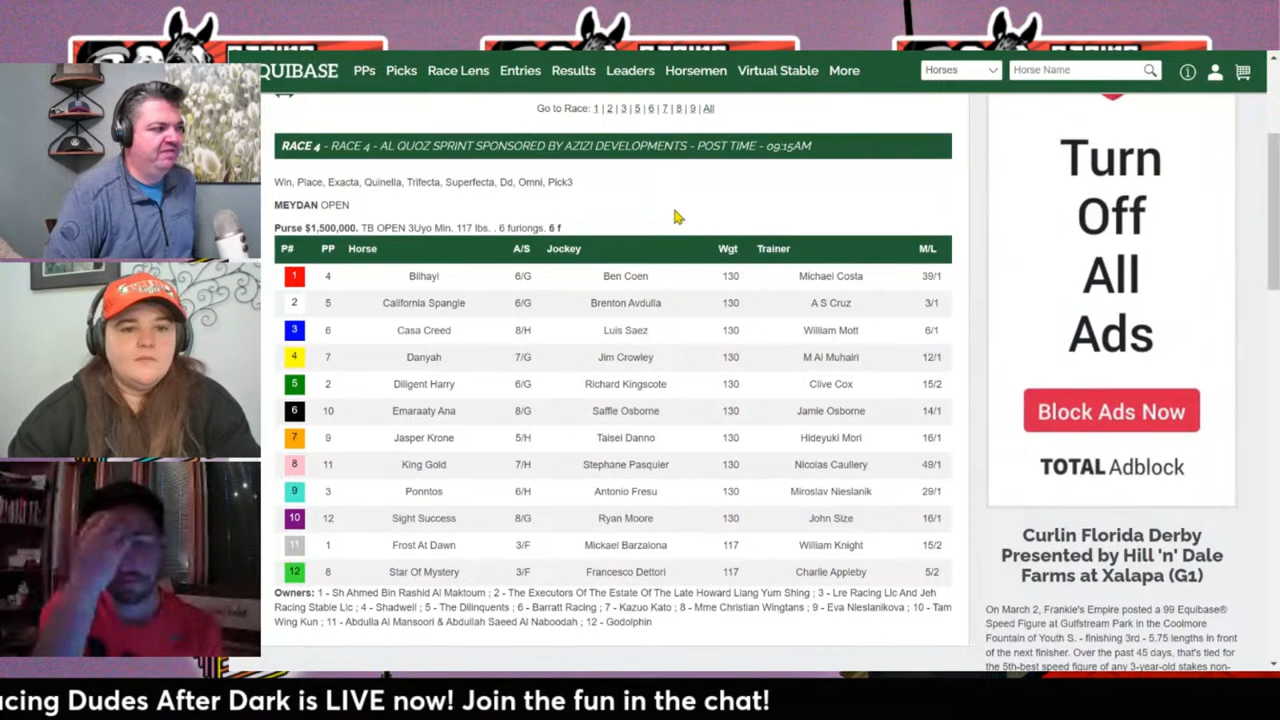 EQUIBASE PPs Picks Race Lens Entries Results Leaders Horsemen Virtual Stable More Horses Horse Name
Go to Race: 1 | 2 | 3 | 5 | 6 | 7 | 8 | 9 | All
RACE 4 - RACE 4 - AL QUOZ SPRINT SPONSORED BY AZIZI DEVELOPMENTS - POST TIME - 09:15AM
Win, Place, Exacta, Quinella, Trifecta, Superfecta, Dd, Omni, Pick3
MEYDAN OPEN
Purse $1,500,000. TB OPEN 3Uyo Min. 117 lbs. . 6 furlongs. 6 f
P# PP Horse A/S Jockey Wgt Trainer M/L
1 4 Bilhayl 6/G Ben Coen 130 Michael Costa 39/1
2 5 California Spangle 6/G Brenton Avdulla 130 A S Cruz 3/1
3 6 Casa Creed 8/H Luis Saez 130 William Mott 6/1
4 7 Danyah 7/G Jim Crowley 130 M Al Muhairi 12/1
5 2 Diligent Harry 6/G Richard Kingscote 130 Clive Cox 15/2
6 10 Emaraaty Ana 8/G Saffie Osborne 130 Jamie Osborne 14/1
7 9 Jasper Krone 5/H Taisei Danno 130 Hideyuki Mori 16/1
8 11 King Gold 7/H Stephane Pasquier 130 Nicolas Caullery 49/1
9 3 Ponntos 6/H Antonio Fresu 130 Miroslav Nieslanik 29/1
10 12 Sight Success 8/G Ryan Moore 130 John Size 16/1
11 1 Frost At Dawn 3/F Mickael Barzalona 117 William Knight 15/2
12 8 Star Of Mystery 3/F Francesco Dettori 117 Charlie Appleby 5/2
Owners: 1 - Sh Ahmed Bin Rashid Al Maktoum ; 2 - The Executors Of The Estate Of The Late Howard Liang Yum Shing ; 3 - Lre Racing Llc And Jeh
Racing Stable Llc ; 4 - Shadwell ; 5 - The Dilinquents ; 6 - Barratt Racing ; 7 - Kazuo Kato ; 8 - Mme Christian Wingtans ; 9 - Eva Nieslanikova ; 10 - Tam
Wing Kun ; 11 - Abdulla Al Mansoori & Abdullah Saeed Al Naboodah ; 12 - Godolphin
Turn
Off
All
Ads
Block Ads Now
TOTAL Adblock
Curlin Florida Derby
Presented by Hill 'n' Dale
Farms at Xalapa (G1)
On March 2, Frankie's Empire posted a 99 Equibase®
Speed Figure at Gulfstream Park in the Coolmore
Fountain of Youth S. - finishing 3rd - 5.75 lengths in front
of the next finisher. Over the past 45 days, that's tied for
the 5th-best speed figure of any 3-year-old stakes non-
acing Dudes After Dark is LIVE now! Join the fun in the chat!